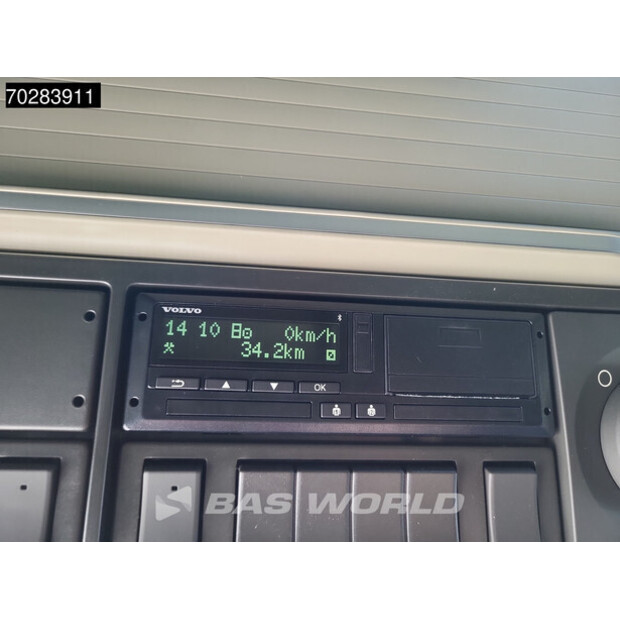 70283911
VOLVO
14 10 0km/h
34.2km
OK
BAS WORLD